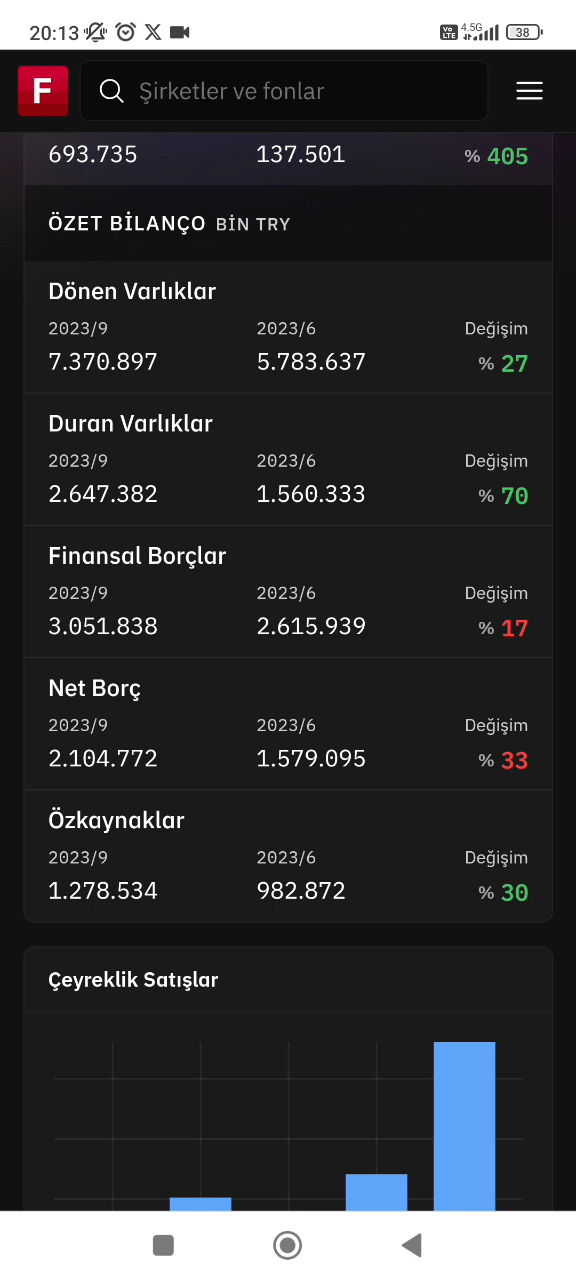 20:13 4.5G 38
F Şirketler ve fonlar
693.735 137.501 % 405
ÖZET BİLANÇO BİN TRY
Dönen Varlıklar
2023/9 2023/6 Değişim
7.370.897 5.783.637 % 27
Duran Varlıklar
2023/9 2023/6 Değişim
2.647.382 1.560.333 % 70
Finansal Borçlar
2023/9 2023/6 Değişim
3.051.838 2.615.939 % 17
Net Borç
2023/9 2023/6 Değişim
2.104.772 1.579.095 % 33
Özkaynaklar
2023/9 2023/6 Değişim
1.278.534 982.872 % 30
Çeyreklik Satışlar